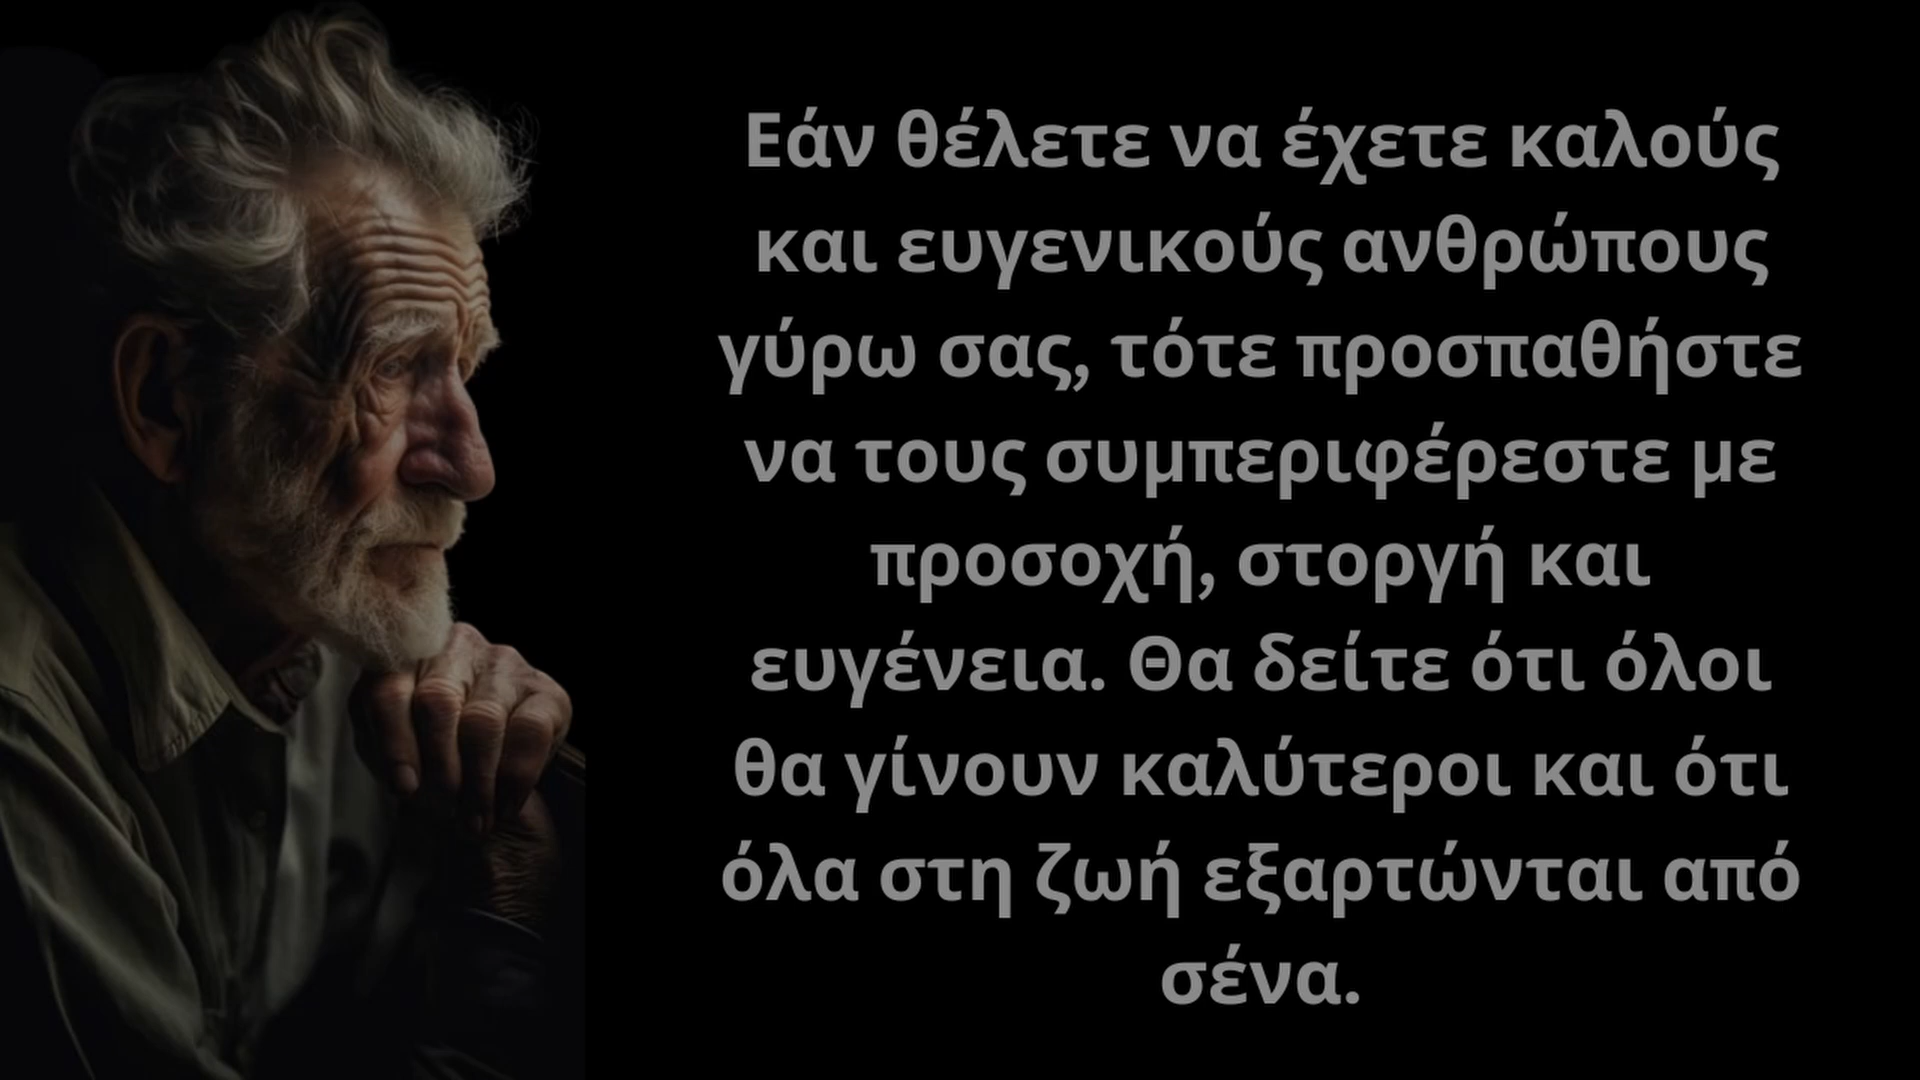 Εάν θέλετε να έχετε καλούς
και ευγενικούς ανθρώπους
γύρω σας, τότε προσπαθήστε
να τους συμπεριφέρεστε με
προσοχή, στοργή και
ευγένεια. Θα δείτε ότι όλοι
θα γίνουν καλύτεροι και ότι
όλα στη ζωή εξαρτώνται από
σένα.